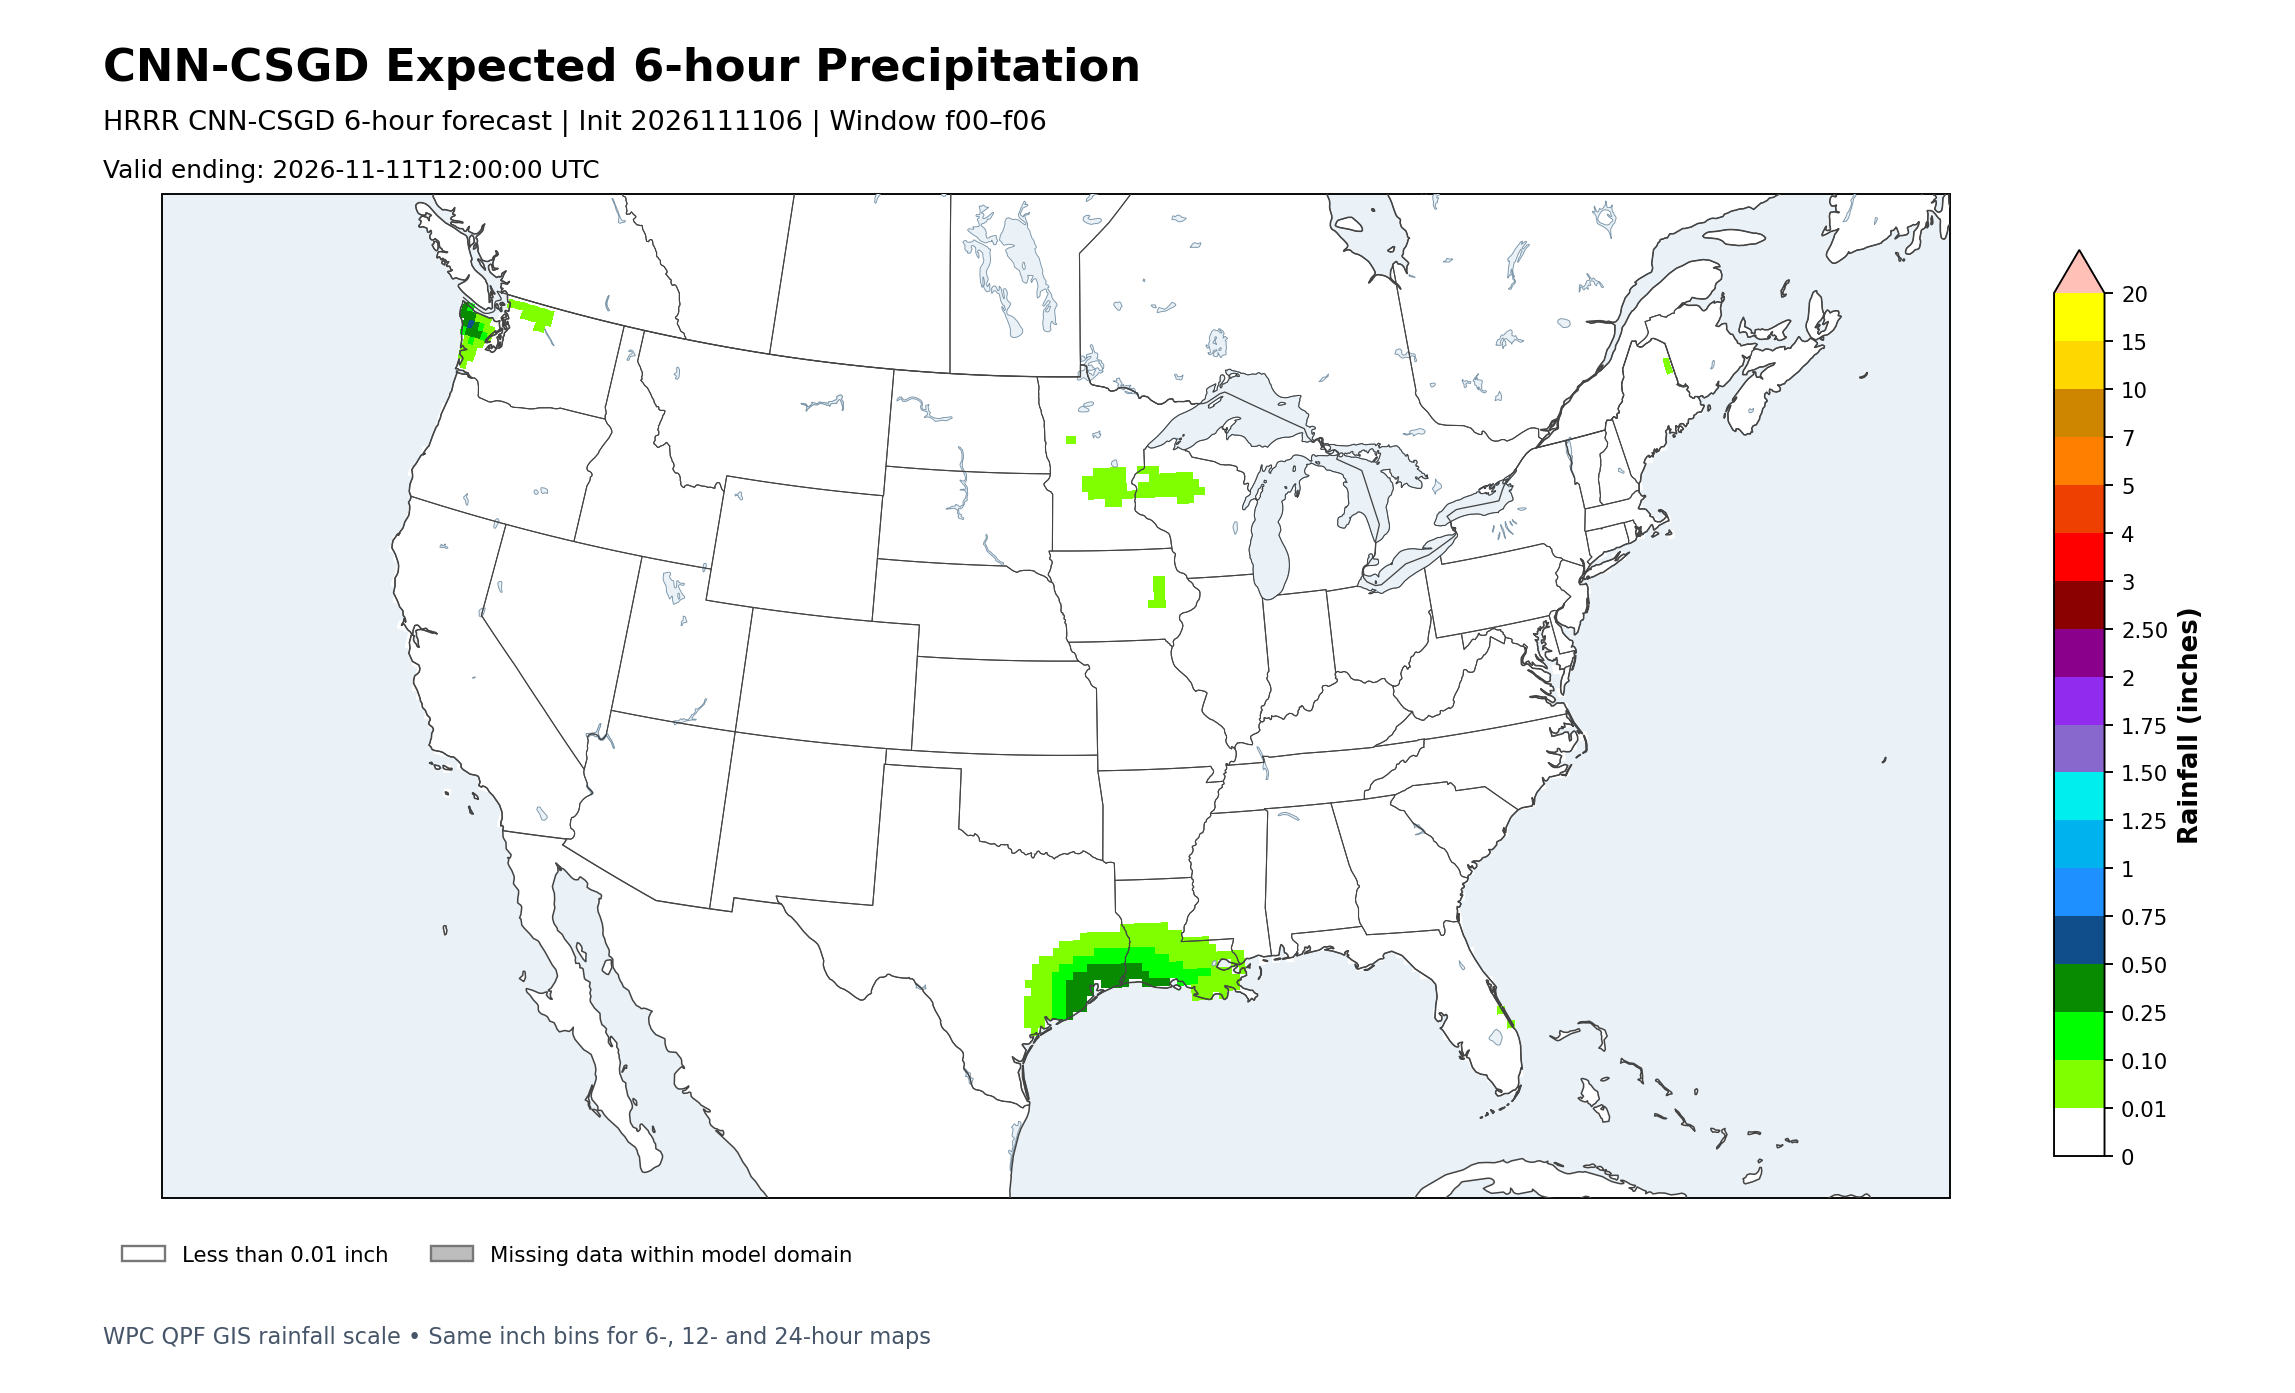 CNN-CSGD Expected 6-hour Precipitation
HRRR CNN-CSGD 6-hour forecast | Init 2026111106 | Window f00–f06
Valid ending: 2026-11-11T12:00:00 UTC
20
15
10
7
5
4
3
2.50
2
1.75
1.50
1.25
1
0.75
0.50
0.25
0.10
0.01
0
Rainfall (inches)
Less than 0.01 inch
Missing data within model domain
WPC QPF GIS rainfall scale • Same inch bins for 6-, 12- and 24-hour maps